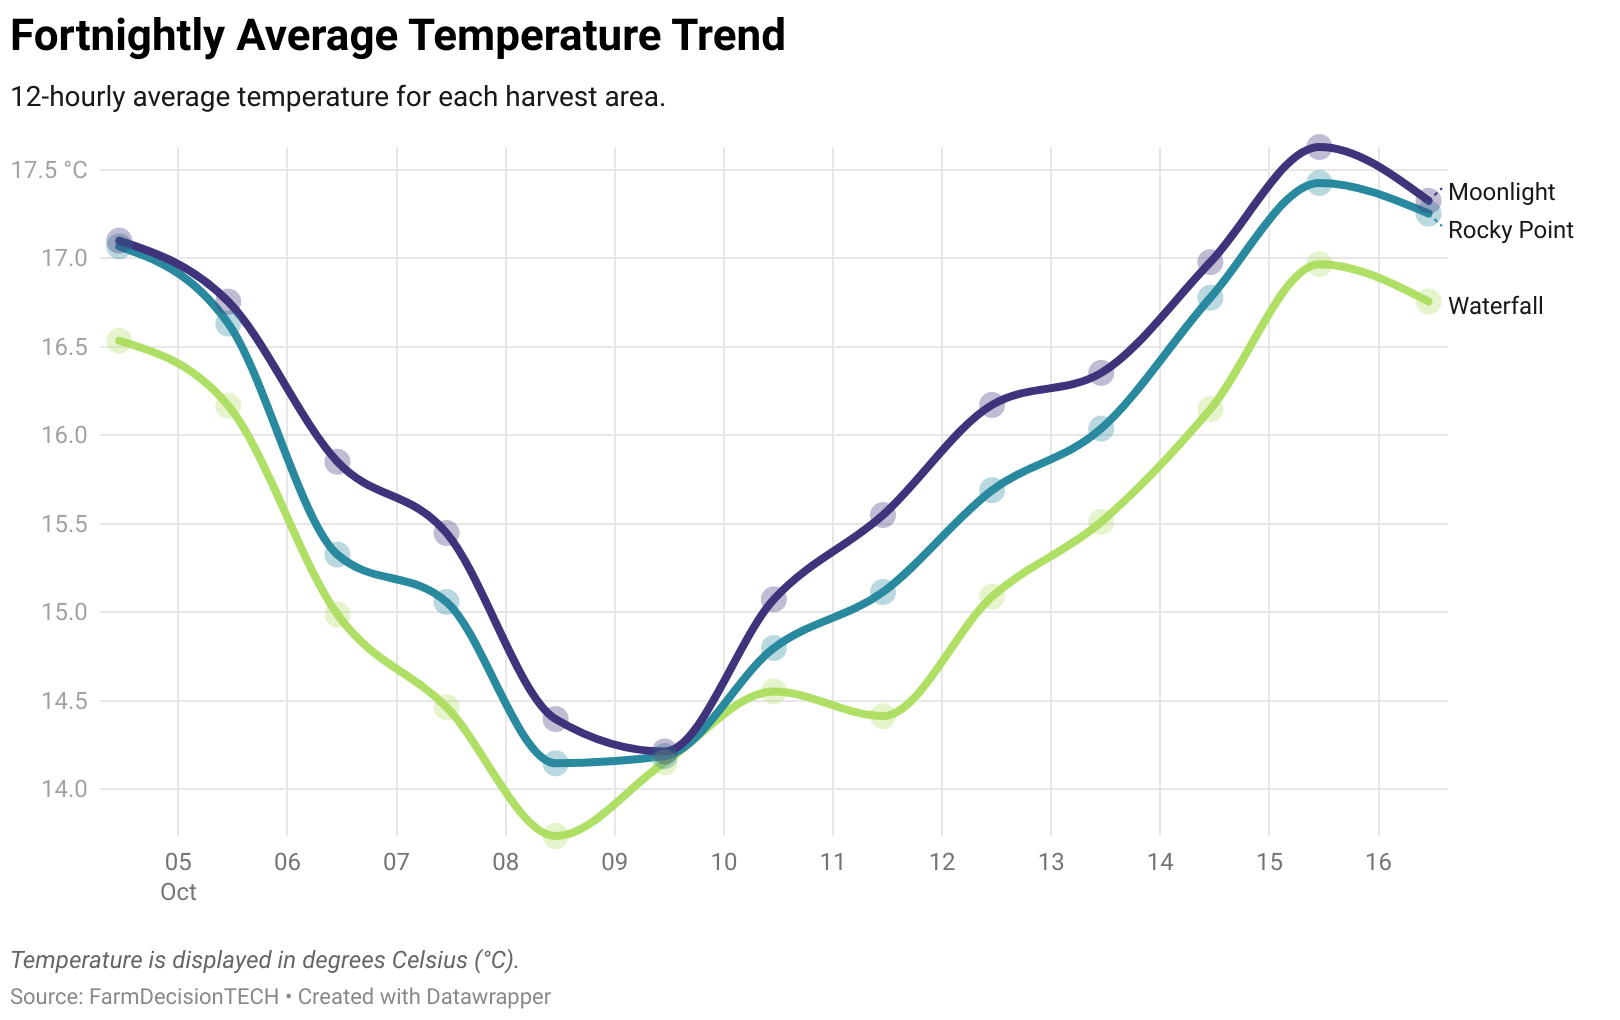 Fortnightly Average Temperature Trend
12-hourly average temperature for each harvest area.
17.5 °C
17.0
16.5
16.0
15.5
15.0
14.5
14.0
Moonlight
Rocky Point
Waterfall
05 06 07 08 09 10 11 12 13 14 15 16
Oct
Temperature is displayed in degrees Celsius (°C).
Source: FarmDecisionTECH • Created with Datawrapper